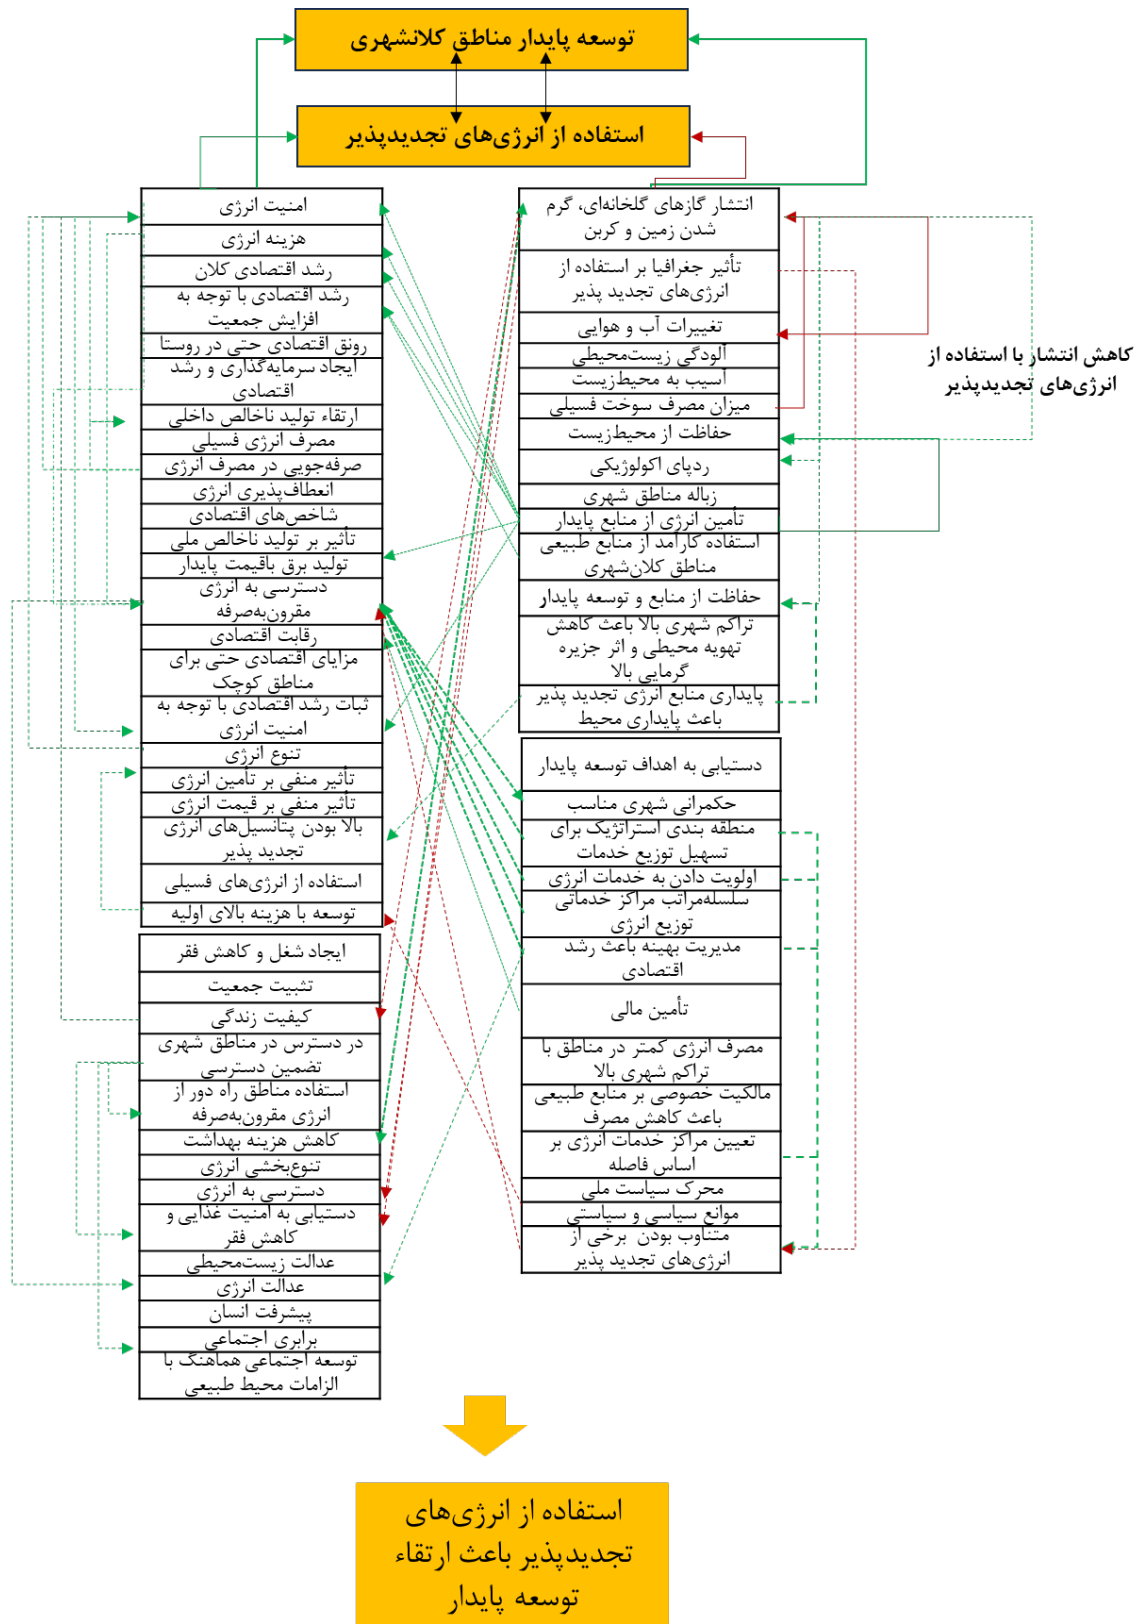 توسعه پایدار مناطق کلانشهری
استفاده از انرژی‌های تجدیدپذیر
انتشار گازهای گلخانه‌ای، گرم
شدن زمین و کربن
تأثیر جغرافیا بر استفاده از
انرژی‌های تجدید پذیر
تغییرات آب و هوایی
آلودگی زیست‌محیطی
آسیب به محیط‌زیست
میزان مصرف سوخت فسیلی
حفاظت از محیط‌زیست
ردپای اکولوژیکی
زباله مناطق شهری
تأمین انرژی از منابع پایدار
استفاده کارآمد از منابع طبیعی
مناطق کلان‌شهری
حفاظت از منابع و توسعه پایدار
تراکم شهری بالا باعث کاهش
تهویه محیطی و اثر جزیره
گرمایی بالا
پایداری منابع انرژی تجدید پذیر
باعث پایداری محیط
کاهش انتشار با استفاده از
انرژی‌های تجدیدپذیر
دستیابی به اهداف توسعه پایدار
حکمرانی شهری مناسب
منطقه بندی استراتژیک برای
تسهیل توزیع خدمات
اولویت دادن به خدمات انرژی
سلسله‌مراتب مراکز خدماتی
توزیع انرژی
مدیریت بهینه باعث رشد
اقتصادی
تأمین مالی
مصرف انرژی کمتر در مناطق با
تراکم شهری بالا
مالکیت خصوصی بر منابع طبیعی
باعث کاهش مصرف
تعیین مراکز خدمات انرژی بر
اساس فاصله
محرک سیاست ملی
موانع سیاسی و سیاستی
متناوب بودن برخی از
انرژی‌های تجدید پذیر
امنیت انرژی
هزینه انرژی
رشد اقتصادی کلان
رشد اقتصادی با توجه به
افزایش جمعیت
رونق اقتصادی حتی در روستا
ایجاد سرمایه‌گذاری و رشد
اقتصادی
ارتقاء تولید ناخالص داخلی
مصرف انرژی فسیلی
صرفه‌جویی در مصرف انرژی
انعطاف‌پذیری انرژی
شاخص‌های اقتصادی
تأثیر بر تولید ناخالص ملی
تولید برق باقیمت پایدار
دسترسی به انرژی
مقرون‌به‌صرفه
رقابت اقتصادی
مزایای اقتصادی حتی برای
مناطق کوچک
ثبات رشد اقتصادی با توجه به
امنیت انرژی
تنوع انرژی
تأثیر منفی بر تأمین انرژی
تأثیر منفی بر قیمت انرژی
بالا بودن پتانسیل‌های انرژی
تجدید پذیر
استفاده از انرژی‌های فسیلی
توسعه با هزینه بالای اولیه
ایجاد شغل و کاهش فقر
تثبیت جمعیت
کیفیت زندگی
در دسترس در مناطق شهری
تضمین دسترسی
استفاده مناطق راه دور از
انرژی مقرون‌به‌صرفه
کاهش هزینه بهداشت
تنوع‌بخشی انرژی
دسترسی به انرژی
دستیابی به امنیت غذایی و
کاهش فقر
عدالت زیست‌محیطی
عدالت انرژی
پیشرفت انسان
برابری اجتماعی
توسعه اجتماعی هماهنگ با
الزامات محیط طبیعی
استفاده از انرژی‌های
تجدیدپذیر باعث ارتقاء
توسعه پایدار